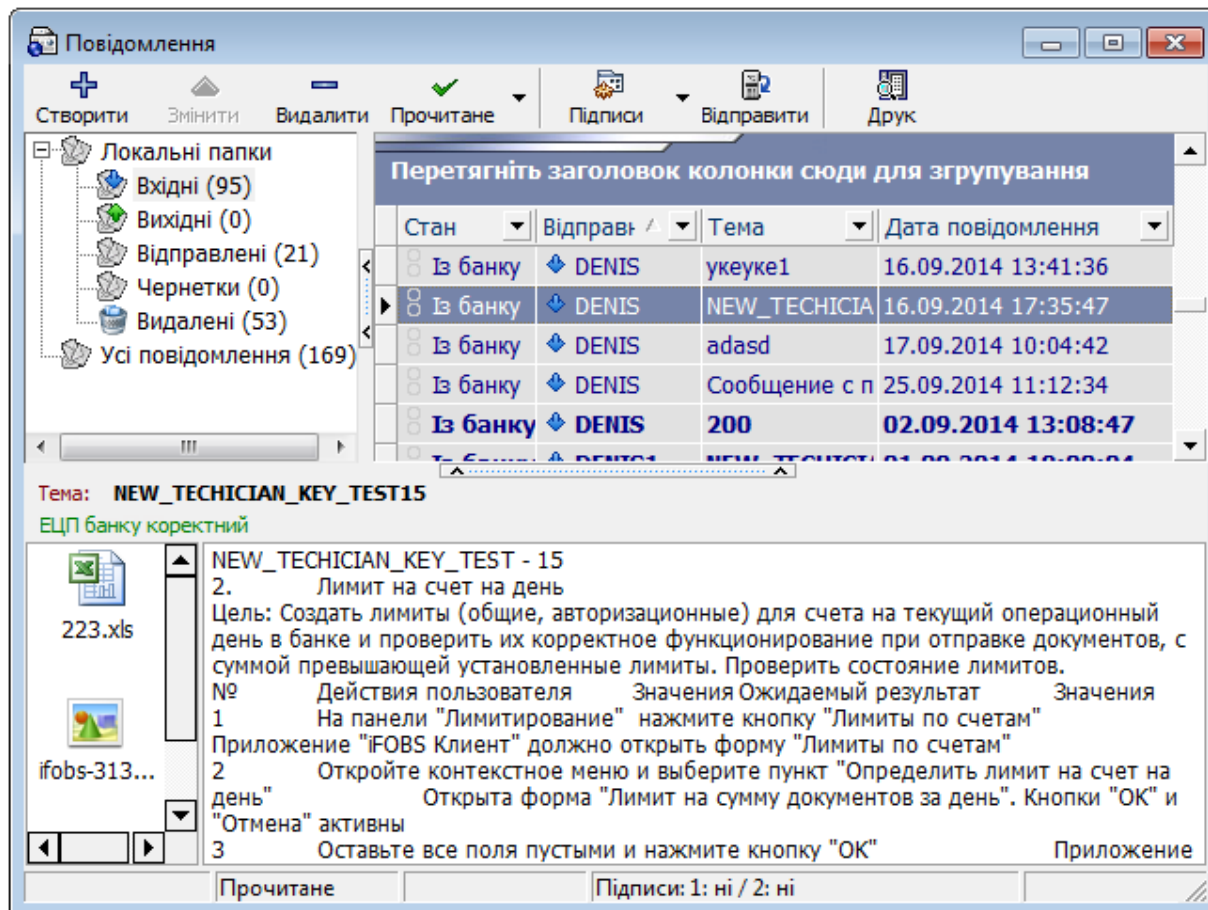 Повідомлення
Створити Змінити Видалити Прочитане Підписи Відправити Друк
Локальні папки
Вхідні (95)
Вихідні (0)
Відправлені (21)
Чернетки (0)
Видалені (53)
Усі повідомлення (169)
Перетягніть заголовок колонки сюди для згрупування
Стан Відправн Тема Дата повідомлення
Із банку DENIS укеуке1 16.09.2014 13:41:36
Із банку DENIS NEW_TECHICIA 16.09.2014 17:35:47
Із банку DENIS adasd 17.09.2014 10:04:42
Із банку DENIS Сообщение с п 25.09.2014 11:12:34
Із банку DENIS 200 02.09.2014 13:08:47
Тема: NEW_TECHICIAN_KEY_TEST15
ЕЦП банку коректний
223.xls
ifobs-313...
NEW_TECHICIAN_KEY_TEST - 15
2. Лимит на счет на день
Цель: Создать лимиты (общие, авторизационные) для счета на текущий операционный
день в банке и проверить их корректное функционирование при отправке документов, с
суммой превышающей установленные лимиты. Проверить состояние лимитов.
№ Действия пользователя Значения Ожидаемый результат Значения
1 На панели "Лимитирование" нажмите кнопку "Лимиты по счетам"
Приложение "iFOBS Клиент" должно открыть форму "Лимиты по счетам"
2 Откройте контекстное меню и выберите пункт "Определить лимит на счет на
день" Открыта форма "Лимит на сумму документов за день". Кнопки "ОК" и
"Отмена" активны
3 Оставьте все поля пустыми и нажмите кнопку "ОК" Приложение
Прочитане Підписи: 1: ні / 2: ні